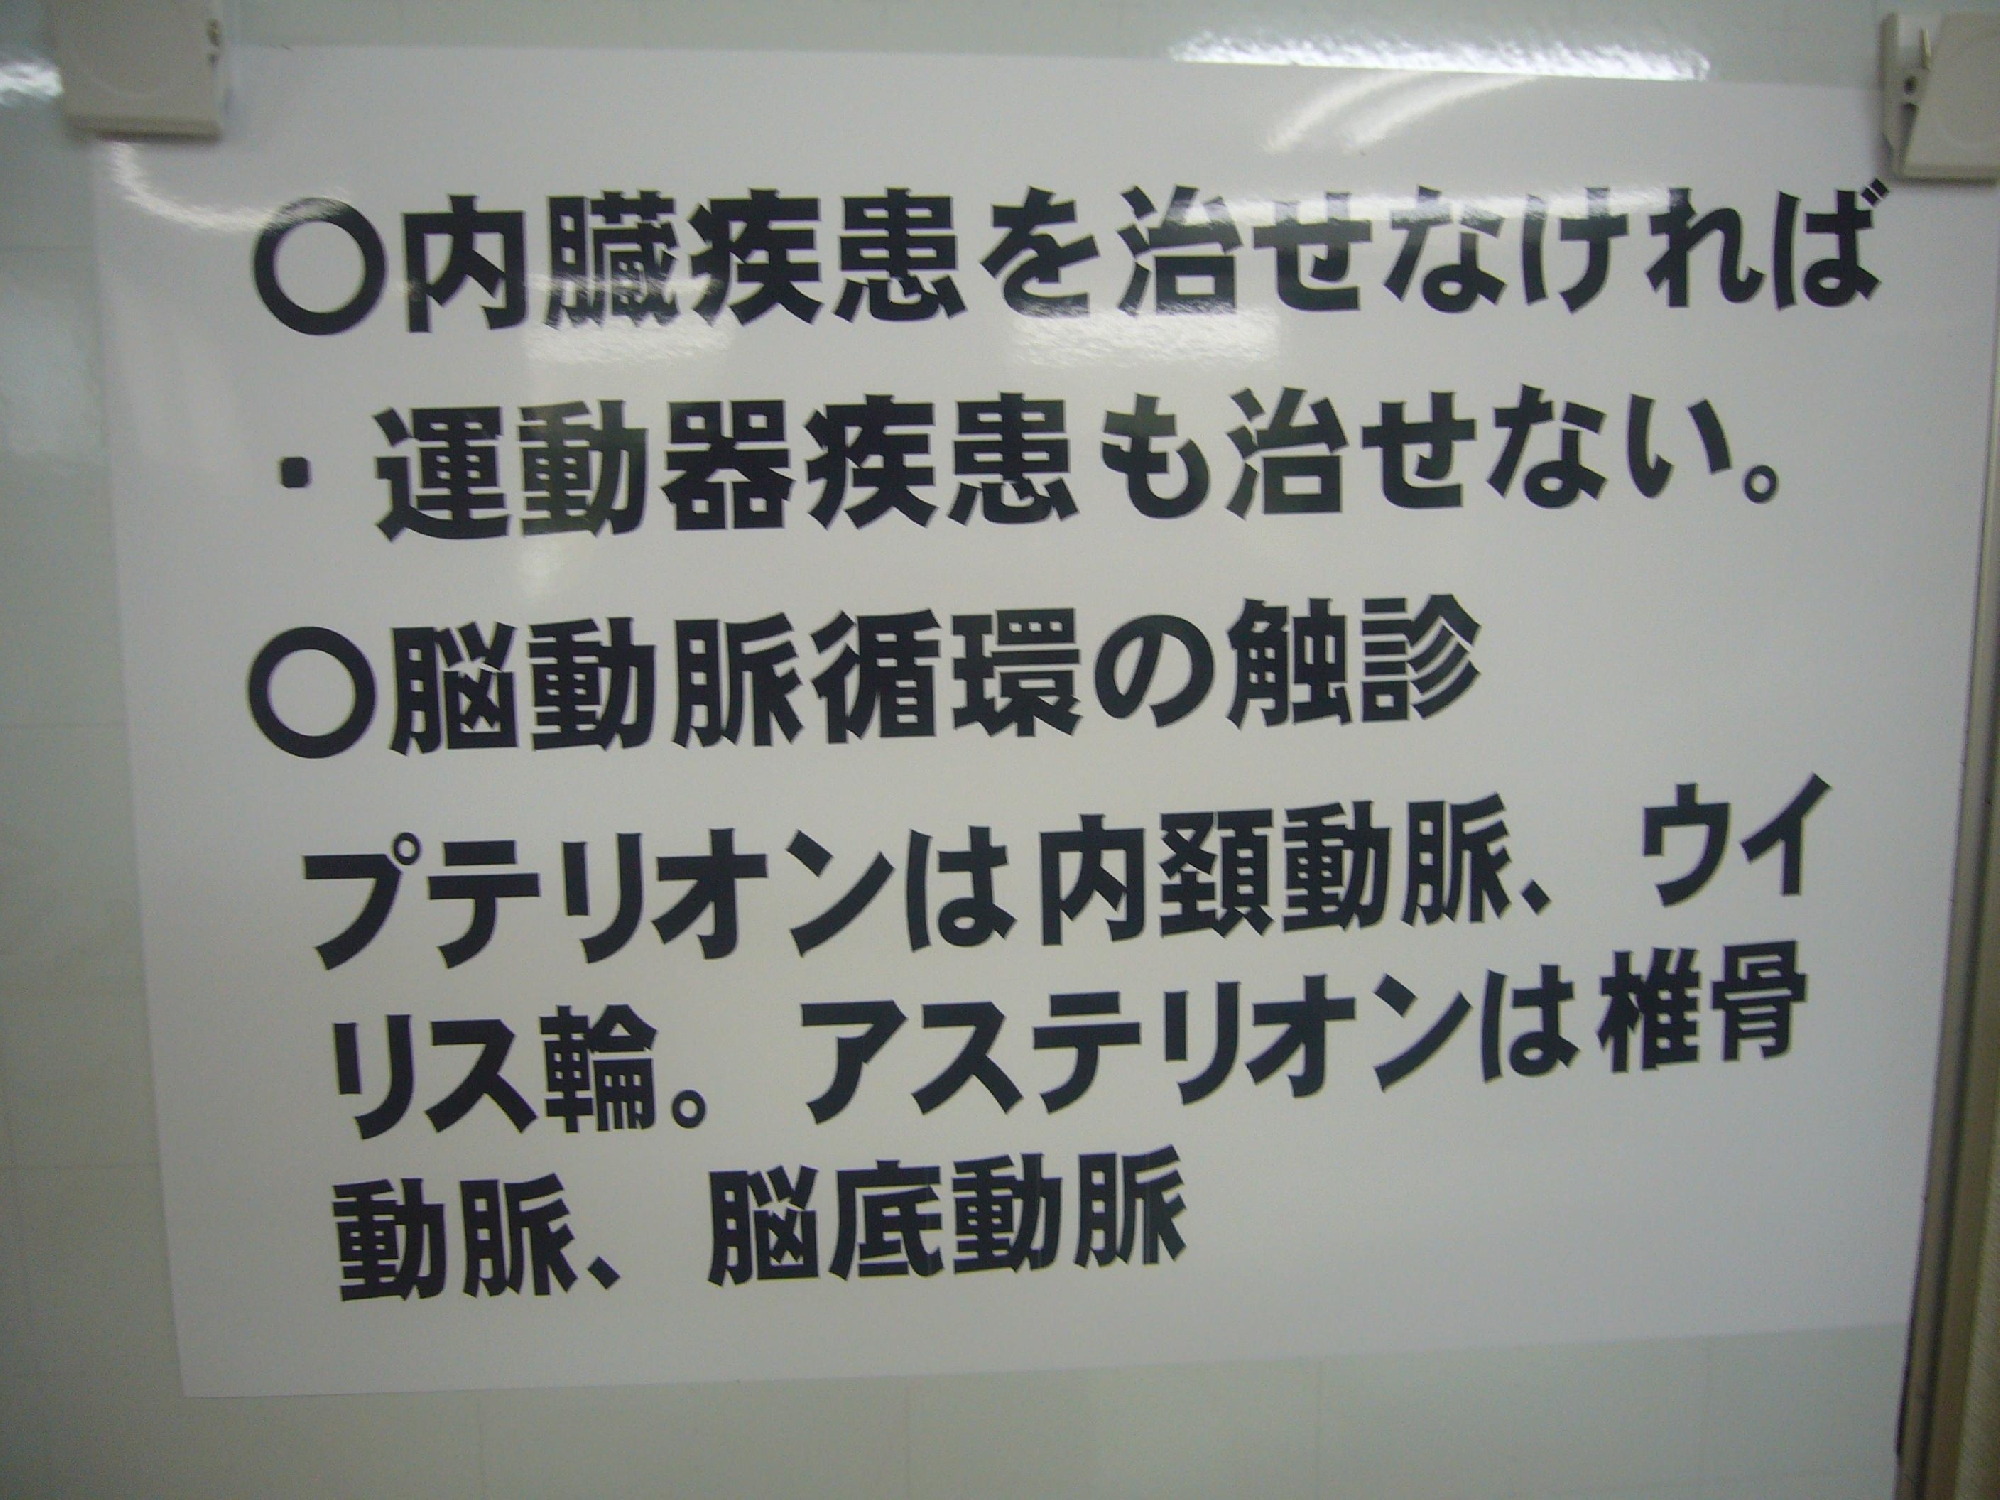 ○内臓疾患を治せなければ
・運動器疾患も治せない。
○脳動脈循環の触診
プテリオンは内頚動脈、ウイ
リス輪。アステリオンは椎骨
動脈、脳底動脈